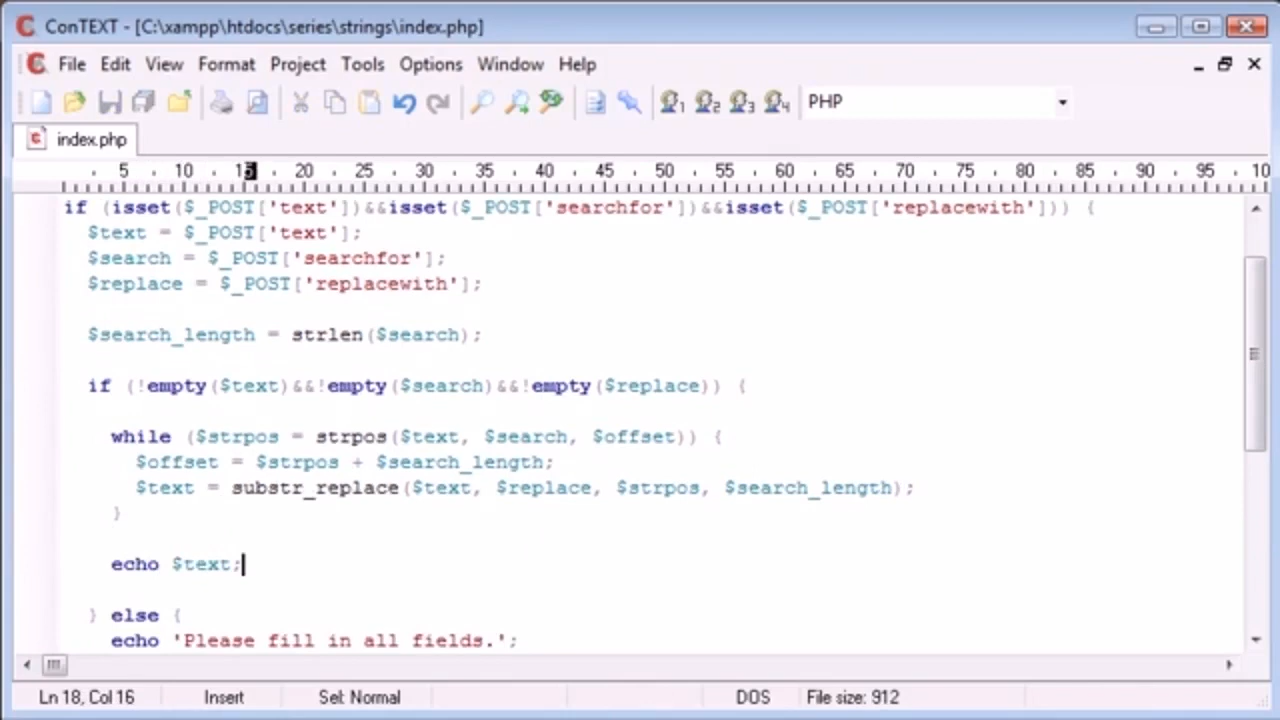 ConTEXT - [C:\xampp\htdocs\series\strings\index.php]
File Edit View Format Project Tools Options Window Help
1 2 3 4 PHP
index.php
5 10 15 20 25 30 35 40 45 50 55 60 65 70 75 80 85 90 95 10
if (isset($_POST['text'])&&isset($_POST['searchfor'])&&isset($_POST['replacewith'])) {
$text = $_POST['text'];
$search = $_POST['searchfor'];
$replace = $_POST['replacewith'];
$search_length = strlen($search);
if (!empty($text)&&!empty($search)&&!empty($replace)) {
while ($strpos = strpos($text, $search, $offset)) {
$offset = $strpos + $search_length;
$text = substr_replace($text, $replace, $strpos, $search_length);
}
echo $text;
} else {
echo 'Please fill in all fields.';
Ln 18, Col 16 Insert Sel: Normal DOS File size: 912